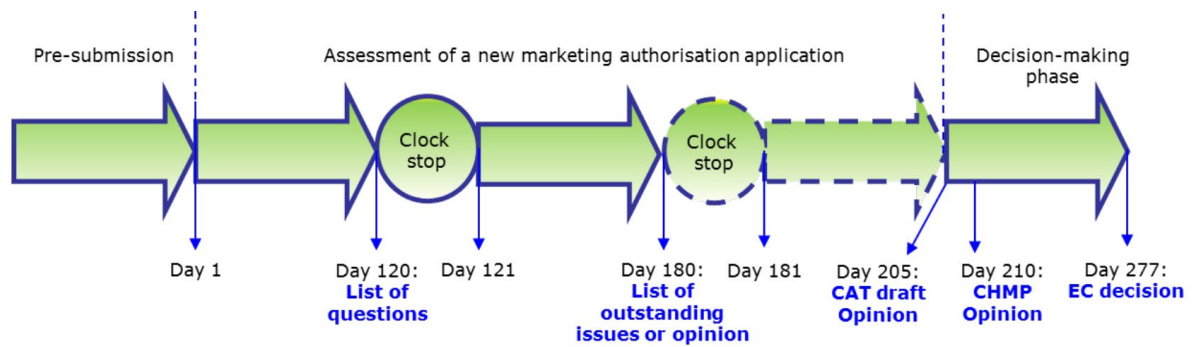 Pre-submission
Assessment of a new marketing authorisation application
Decision-making
phase
Clock
stop
Clock
stop
Day 1
Day 120:
List of
questions
Day 121
Day 180:
List of
outstanding
issues or opinion
Day 181
Day 205:
CAT draft
Opinion
Day 210:
CHMP
Opinion
Day 277:
EC decision